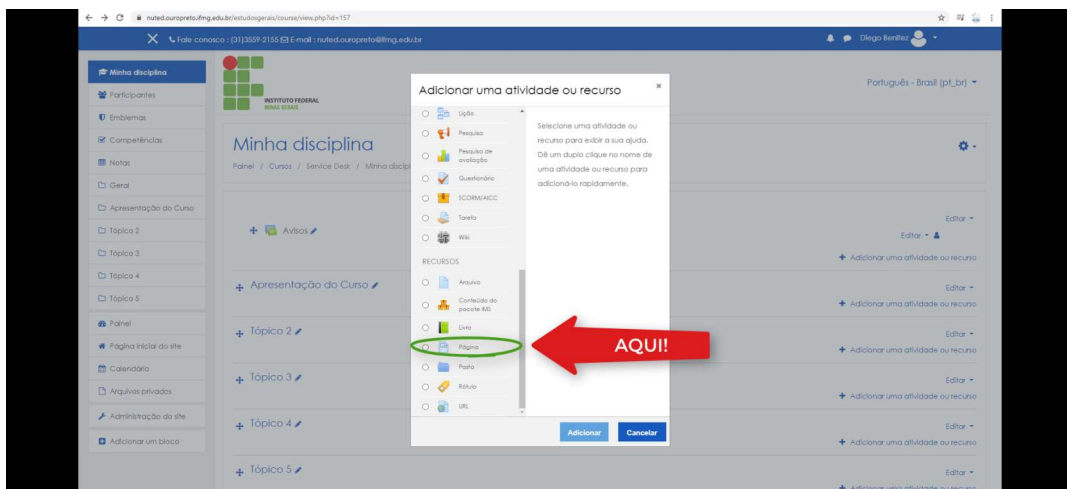 nuted.ouropreto.ifmg.edu.br/estudosgerais/course/view.php?id=157
Fale conosco : (31)3559-2155 E-mail : nuted.ouropreto@ifmg.edu.br
Diego Benitez
Minha disciplina
Participantes
Emblemas
Competências
Notas
Geral
Apresentação do Curso
Tópico 2
Tópico 3
Tópico 4
Tópico 5
Painel
Página inicial do site
Calendário
Arquivos privados
Administração do site
Adicionar um bloco
INSTITUTO FEDERAL
MINAS GERAIS
Português - Brasil (pt_br)
Minha disciplina
Painel / Cursos / Service Desk / Minha discipl
Avisos
Editar
Editar
+ Adicionar uma atividade ou recurso
Apresentação do Curso
Editar
+ Adicionar uma atividade ou recurso
Tópico 2
Editar
+ Adicionar uma atividade ou recurso
Tópico 3
Editar
+ Adicionar uma atividade ou recurso
Tópico 4
Editar
+ Adicionar uma atividade ou recurso
Tópico 5
Editar
+ Adicionar uma atividade ou recurso
Adicionar uma atividade ou recurso ×
Lição
Pesquisa
Pesquisa de
avaliação
Questionário
SCORM/AICC
Tarefa
Wiki
RECURSOS
Arquivo
Conteúdo do
pacote IMS
Livro
Página
Pasta
Rótulo
URL
Selecione uma atividade ou
recurso para exibir a sua ajuda.
Dê um duplo clique no nome de
uma atividade ou recurso para
adicioná-lo rapidamente.
AQUI!
Adicionar
Cancelar